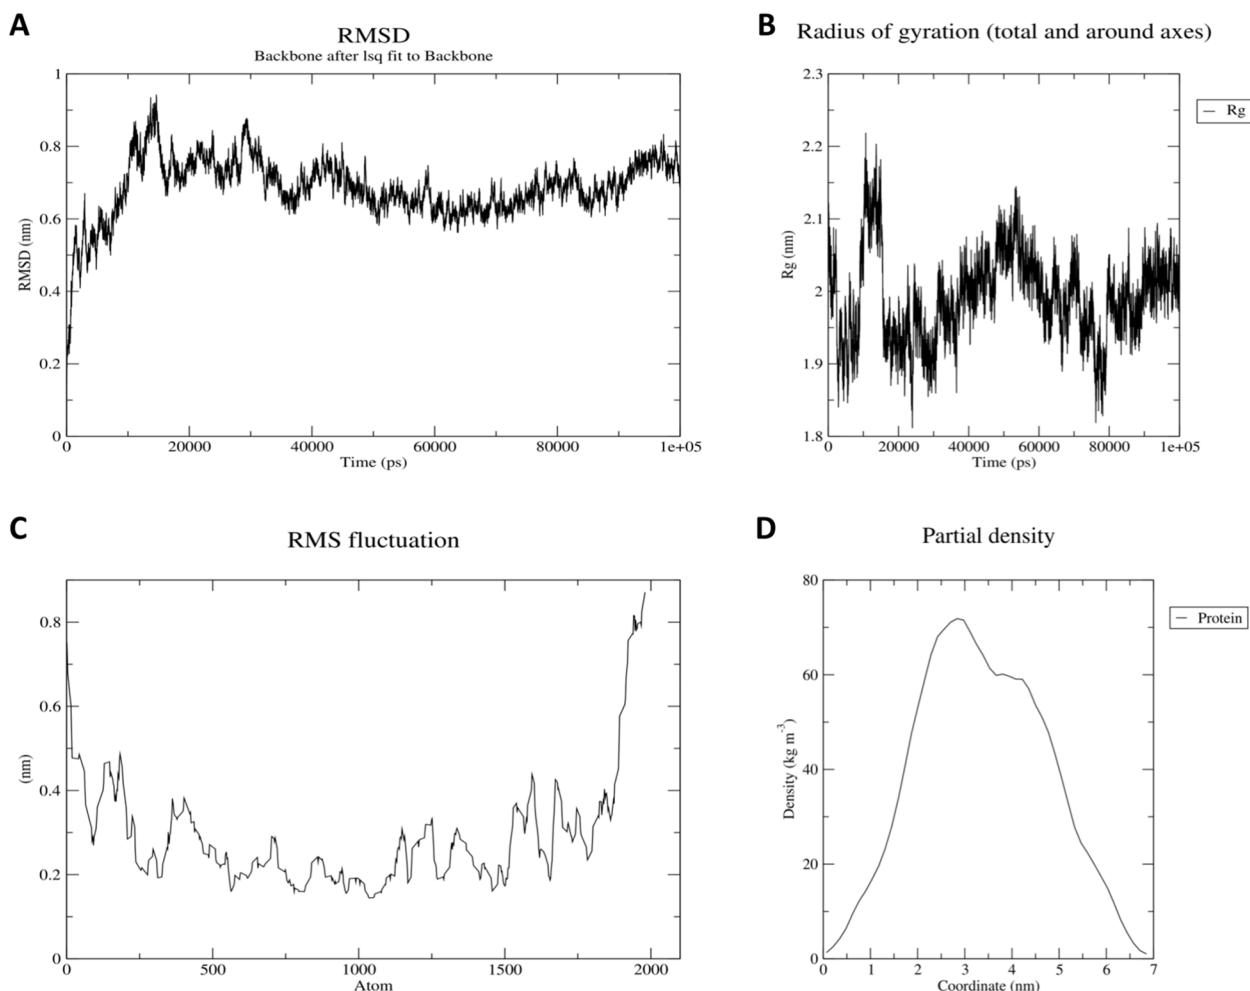 A
RMSD
Backbone after lsq fit to Backbone
1
0.8
0.6
0.4
0.2
0
RMSD (nm)
0 20000 40000 60000 80000 1e+05
Time (ps)
B
Radius of gyration (total and around axes)
2.3
2.2
2.1
2
1.9
1.8
Rg (nm)
0 20000 40000 60000 80000 1e+05
Time (ps)
Rg
C
RMS fluctuation
0.8
0.6
0.4
0.2
0
(nm)
0 500 1000 1500 2000
Atom
D
Partial density
80
60
40
20
0
Density (kg m⁻³)
0 1 2 3 4 5 6 7
Coordinate (nm)
Protein